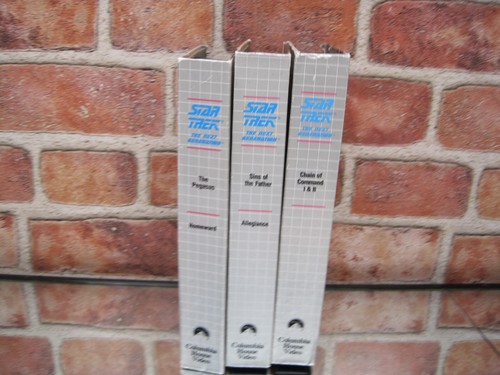 STAR
TREK
THE NEXT
GENERATION
The
Pegasus
Homeward
Columbia
House
Video
STAR
TREK
THE NEXT
GENERATION
Sins of
the Father
Allegiance
Columbia
House
Video
STAR
TREK
THE NEXT
GENERATION
Chain of
Command
I & II
Columbia
House
Video